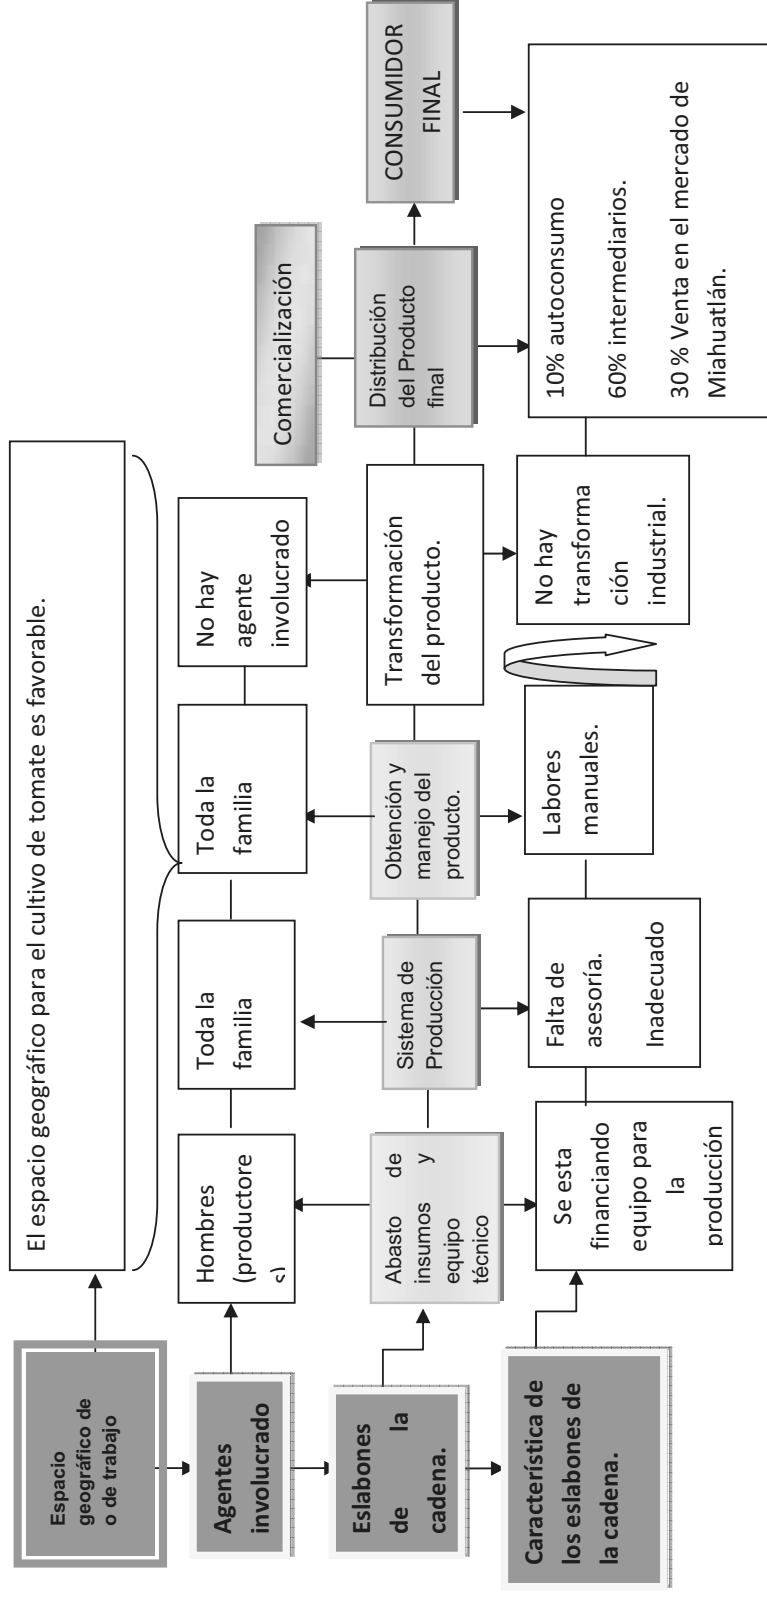 Espacio
geográfico de
o de trabajo
El espacio geográfico para el cultivo de tomate es favorable.
Agentes
involucrado
Hombres
(productore
s)
Toda la
familia
Toda la
familia
No hay
agente
involucrado
Comercialización
Eslabones
de la
cadena.
Abasto de
insumos y
equipo
técnico
Sistema de
Producción
Obtención y
manejo del
producto.
Transformación
del producto.
Distribución
del Producto
final
CONSUMIDOR
FINAL
Característica de
los eslabones de
la cadena.
Se esta
financiando
equipo para
la
producción
Falta de
asesoría.
Inadecuado
Labores
manuales.
No hay
transforma
ción
industrial.
10% autoconsumo
60% intermediarios.
30 % Venta en el mercado de
Miahuatlán.